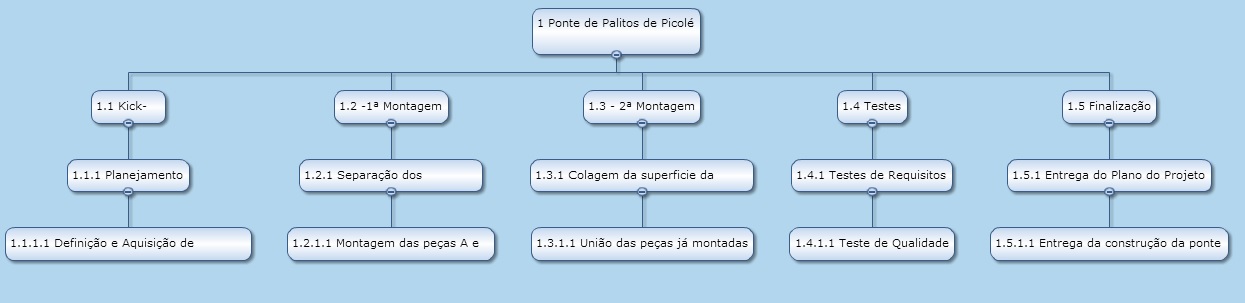 1 Ponte de Palitos de Picolé
1.1 Kick-
1.2 -1ª Montagem
1.3 - 2ª Montagem
1.4 Testes
1.5 Finalização
1.1.1 Planejamento
1.2.1 Separação dos
1.3.1 Colagem da superficie da
1.4.1 Testes de Requisitos
1.5.1 Entrega do Plano do Projeto
1.1.1.1 Definição e Aquisição de
1.2.1.1 Montagem das peças A e
1.3.1.1 União das peças já montadas
1.4.1.1 Teste de Qualidade
1.5.1.1 Entrega da construção da ponte